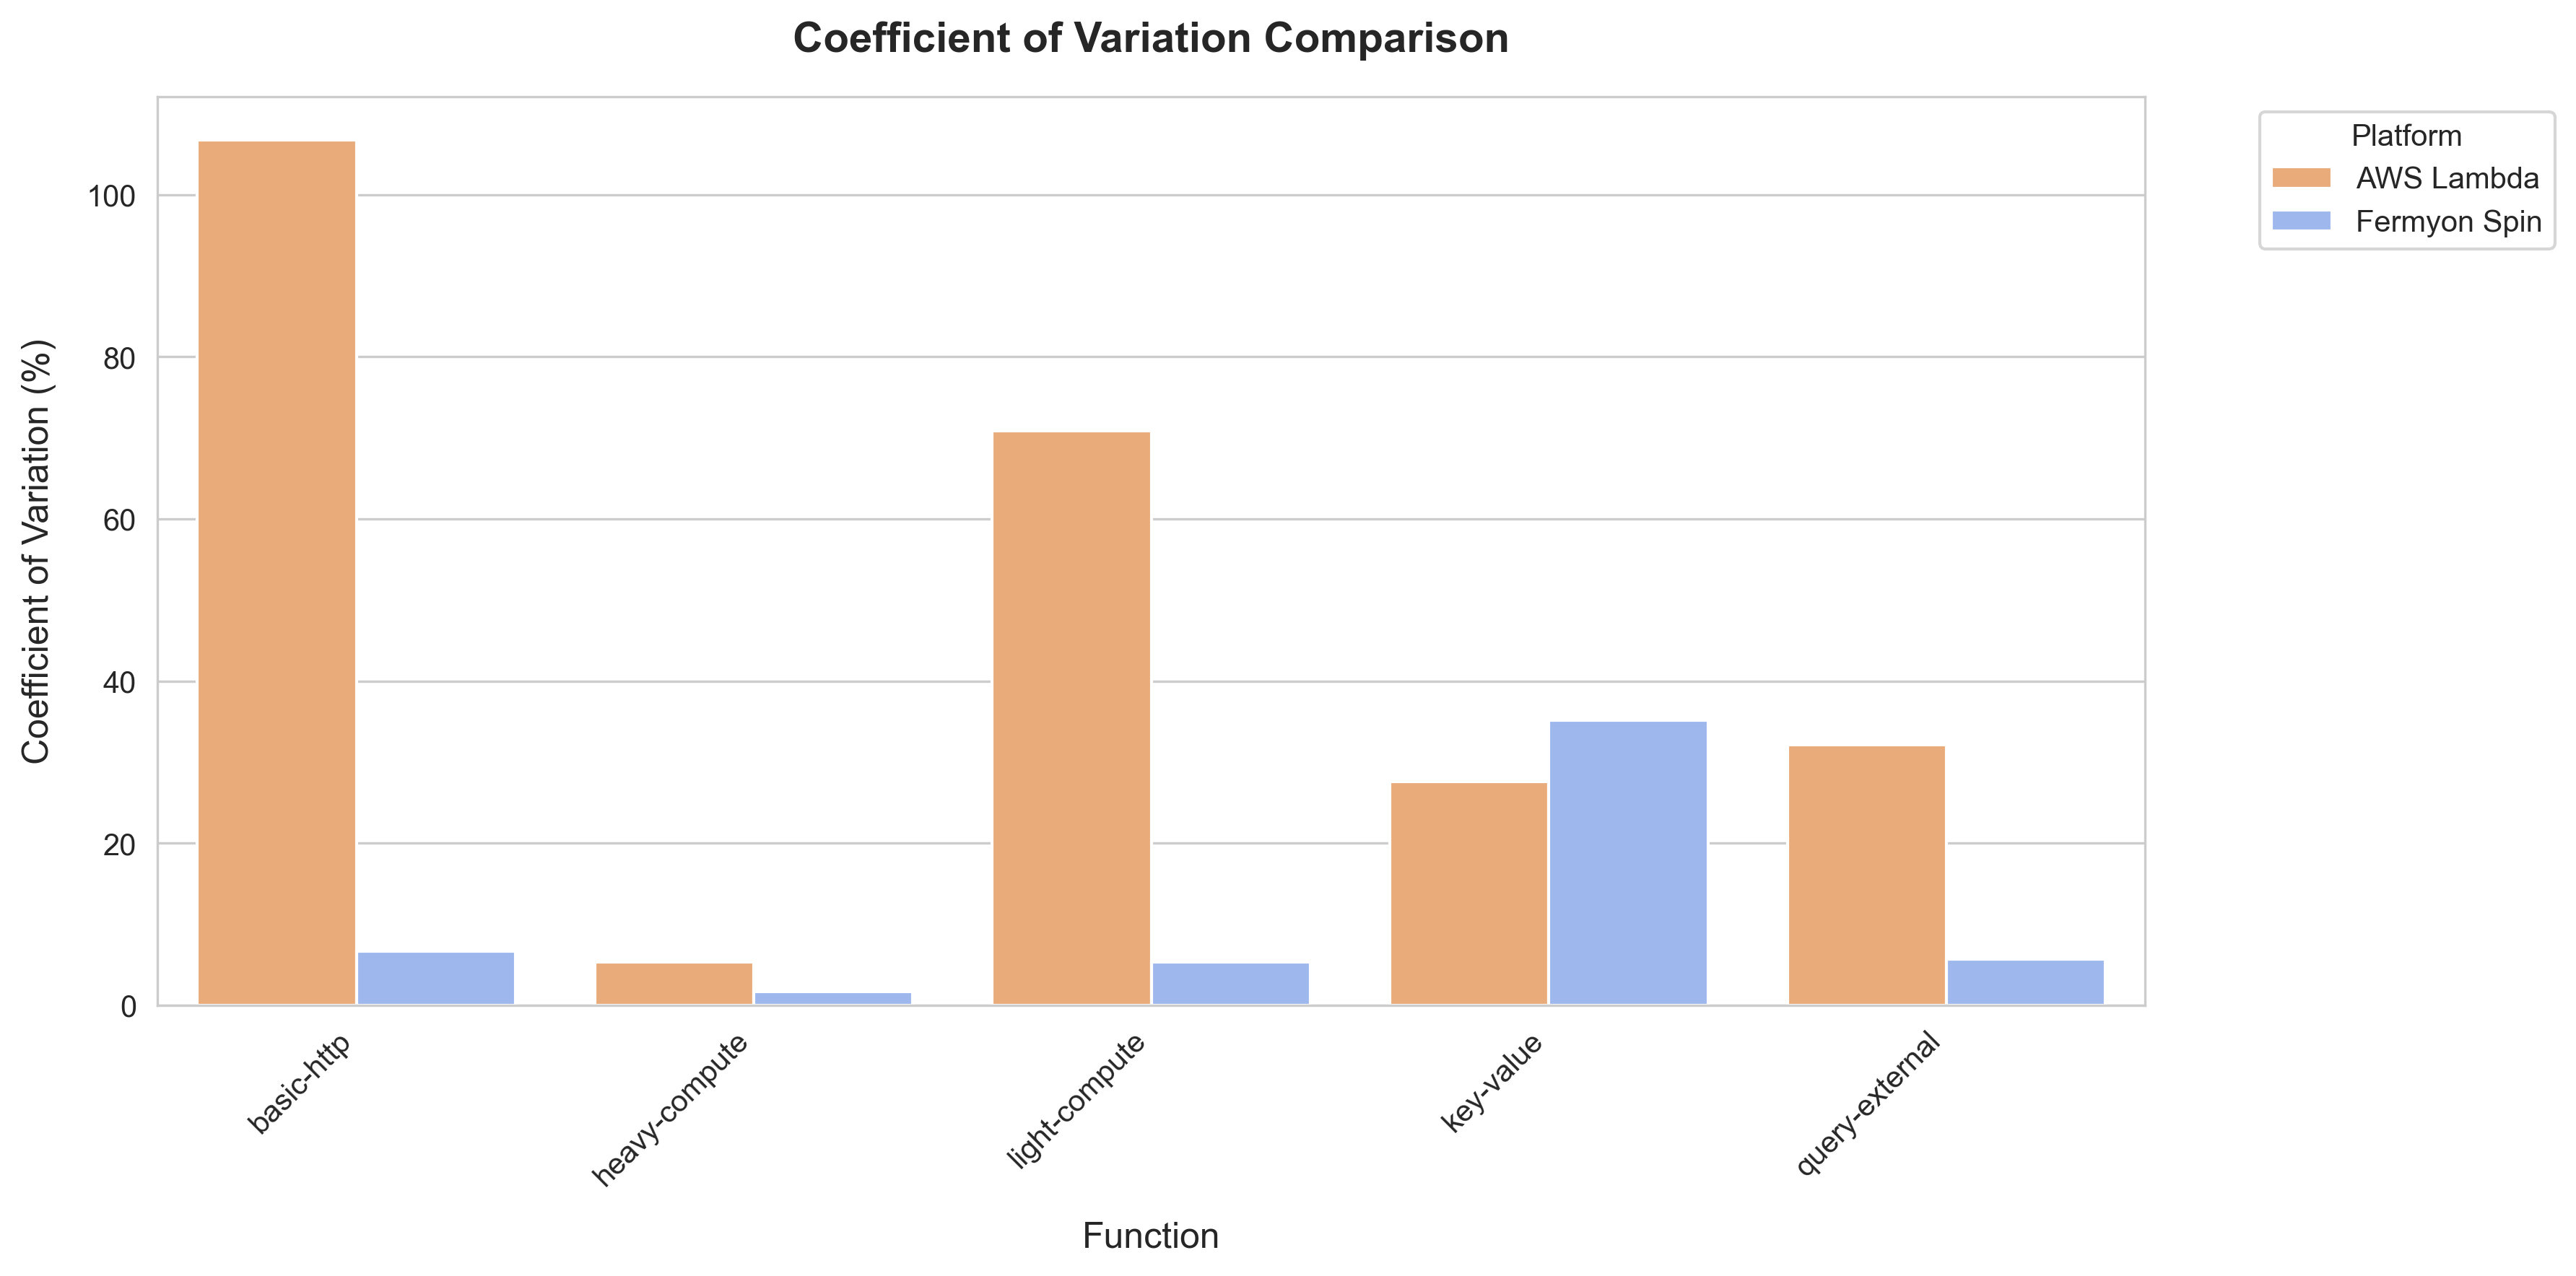 Coefficient of Variation Comparison
Platform
AWS Lambda
Fermyon Spin
Coefficient of Variation (%)
100
80
60
40
20
0
basic-http
heavy-compute
light-compute
key-value
query-external
Function